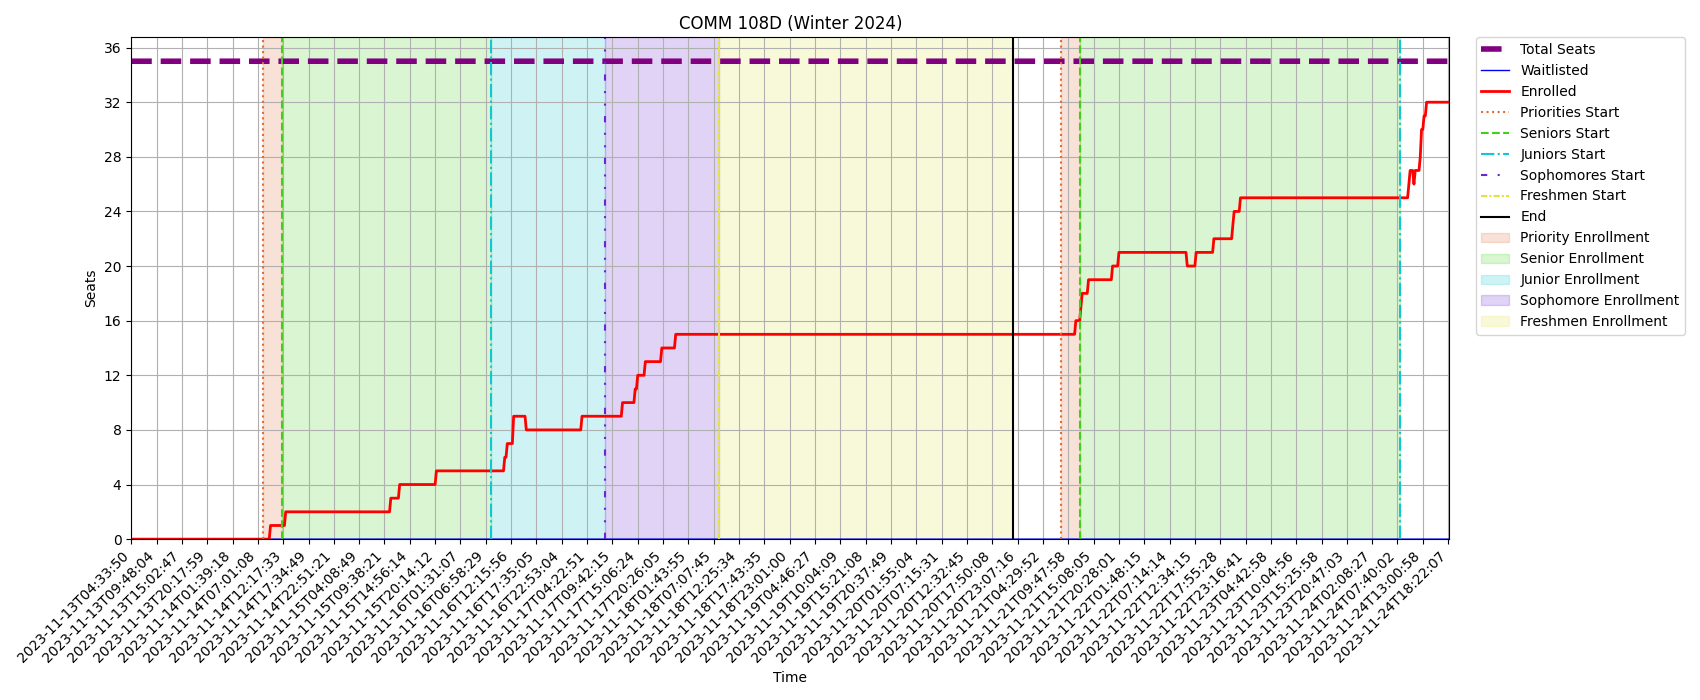 COMM 108D (Winter 2024)
Seats
36
32
28
24
20
16
12
8
4
0
2023-11-13T04:33:50
2023-11-13T09:48:04
2023-11-13T15:02:47
2023-11-13T20:17:59
2023-11-14T01:39:18
2023-11-14T07:01:08
2023-11-14T12:17:33
2023-11-14T17:34:49
2023-11-14T22:51:21
2023-11-15T04:08:49
2023-11-15T09:38:21
2023-11-15T14:56:14
2023-11-15T20:14:12
2023-11-16T01:31:07
2023-11-16T06:58:29
2023-11-16T12:15:56
2023-11-16T17:35:05
2023-11-16T22:53:04
2023-11-17T04:22:51
2023-11-17T09:42:15
2023-11-17T15:06:24
2023-11-17T20:26:05
2023-11-18T01:43:55
2023-11-18T07:07:45
2023-11-18T12:25:34
2023-11-18T17:43:35
2023-11-18T23:01:00
2023-11-19T04:46:27
2023-11-19T10:04:09
2023-11-19T15:21:08
2023-11-19T20:37:49
2023-11-20T01:55:04
2023-11-20T07:15:31
2023-11-20T12:32:45
2023-11-20T17:50:08
2023-11-20T23:07:16
2023-11-21T04:29:52
2023-11-21T09:47:58
2023-11-21T15:08:05
2023-11-21T20:28:01
2023-11-22T01:48:15
2023-11-22T07:14:14
2023-11-22T12:34:15
2023-11-22T17:55:28
2023-11-22T23:16:41
2023-11-23T04:42:58
2023-11-23T10:04:56
2023-11-23T15:25:58
2023-11-23T20:47:03
2023-11-24T02:08:27
2023-11-24T07:40:02
2023-11-24T13:00:58
2023-11-24T18:22:07
Time
Total Seats
Waitlisted
Enrolled
Priorities Start
Seniors Start
Juniors Start
Sophomores Start
Freshmen Start
End
Priority Enrollment
Senior Enrollment
Junior Enrollment
Sophomore Enrollment
Freshmen Enrollment